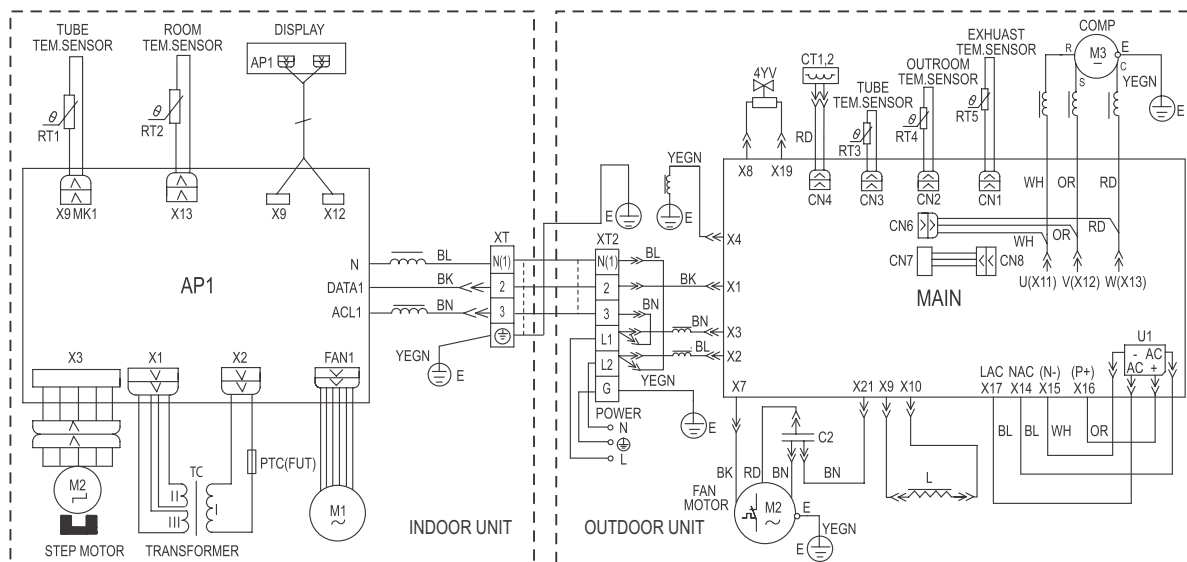 TUBE
TEM.SENSOR
ROOM
TEM.SENSOR
DISPLAY
AP1
θ
RT1
θ
RT2
X9 MK1
X13
X9
X12
AP1
N
DATA1
ACL1
BL
BK
BN
XT
N(1)
2
3
YEGN
E
X3
X1
X2
FAN1
M2
STEP MOTOR
TC
II
III
I
TRANSFORMER
PTC(FUT)
M1
~
INDOOR UNIT
E
XT2
N(1)
2
3
L1
L2
G
BL
BN
YEGN
E
POWER
N
L
YEGN
E
BK
BN
BL
X4
X1
X3
X2
4YV
X8
X19
CT1,2
RD
CN4
TUBE
TEM.SENSOR
θ
RT3
CN3
OUTROOM
TEM.SENSOR
θ
RT4
CN2
EXHUAST
TEM.SENSOR
θ
RT5
CN1
COMP
M3
R
S
C
E
YEGN
E
WH
OR
RD
CN6
WH
OR
RD
CN7
CN8
U(X11)
V(X12)
W(X13)
MAIN
X7
X21
X9
X10
LAC
NAC
(N-)
(P+)
X17
X14
X15
X16
U1
- AC
AC +
BL
BL
WH
OR
C2
BK
RD
BN
BN
L
FAN
MOTOR
M2
~
E
YEGN
E
OUTDOOR UNIT